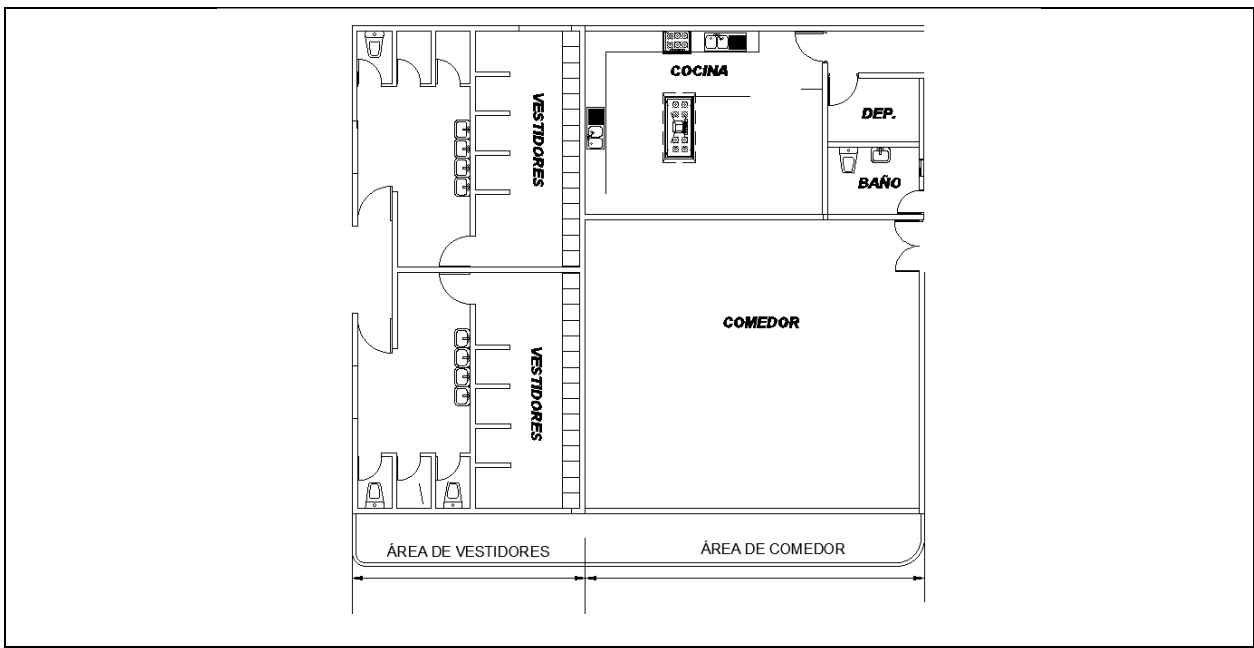 COCINA
VESTIDORES
DEP.
BAÑO
COMEDOR
VESTIDORES
ÁREA DE VESTIDORES
ÁREA DE COMEDOR